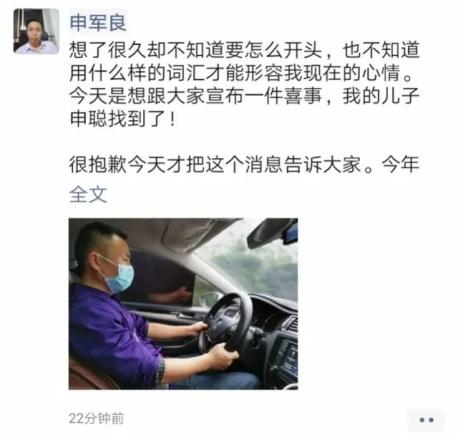 申军良
想了很久却不知道要怎么开头，也不知道
用什么样的词汇才能形容我现在的心情。
今天是想跟大家宣布一件喜事，我的儿子
申聪找到了！
很抱歉今天才把这个消息告诉大家。今年
全文
22分钟前